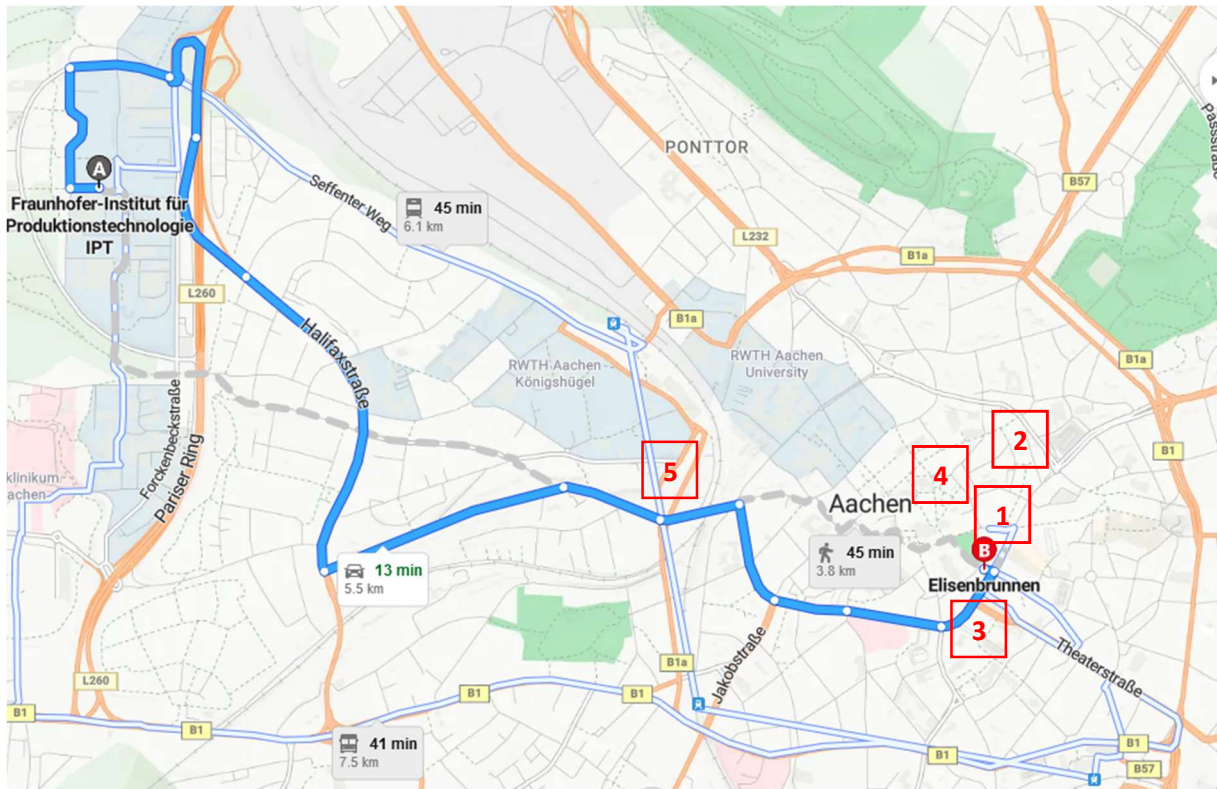 PONTTOR
Passstraße
B57
A
Fraunhofer-Institut für
Produktionstechnologie
IPT
Seffenter Weg
45 min
6.1 km
L232
B1a
L260
B1a
Halifaxstraße
RWTH Aachen
Königshügel
RWTH Aachen
University
B1a
Forckenbeckstraße
Pariser Ring
2
B1
5
4
klinikum
achen
Aachen
1
B
45 min
3.8 km
13 min
5.5 km
Elisenbrunnen
3
Theaterstraße
B1a
Jakobstraße
L260
B1
B1
B1
B1
41 min
7.5 km
B1
B1
B57